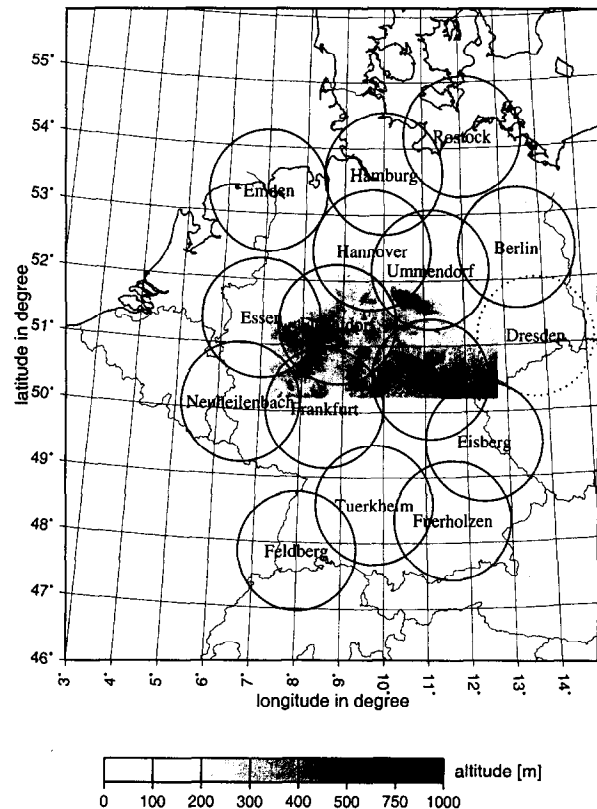 55°
54°
53°
52°
51°
50°
49°
48°
47°
46°
latitude in degree
Rostock
Hamburg
Emden
Hannover
Berlin
Ummendorf
Essen
Dresden
Neuheilenbach
Frankfurt
Eisberg
Tuerkheim
Fuerholzen
Feldberg
3°
4°
5°
6°
7°
8°
9°
10°
11°
12°
13°
14°
longitude in degree
altitude [m]
0 100 200 300 400 500 750 1000